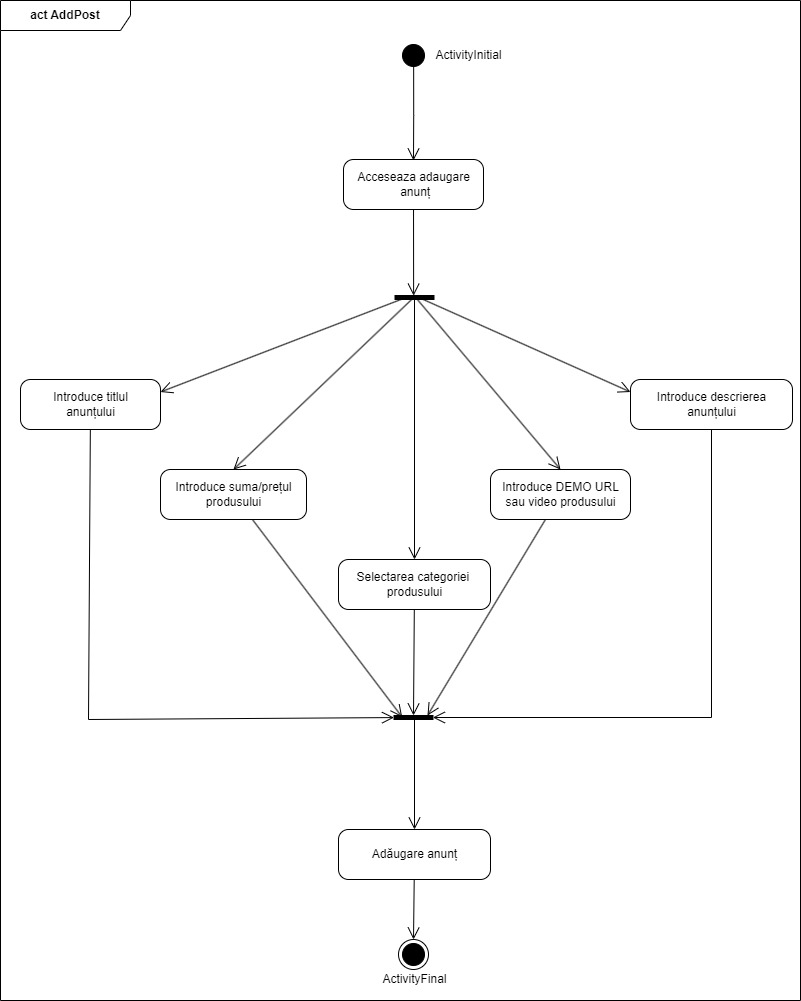 act AddPost
ActivityInitial
Acceseaza adaugare
anunț
Introduce titlul
anunțului
Introduce descrierea
anunțului
Introduce suma/prețul
produsului
Introduce DEMO URL
sau video produsului
Selectarea categoriei
produsului
Adăugare anunț
ActivityFinal